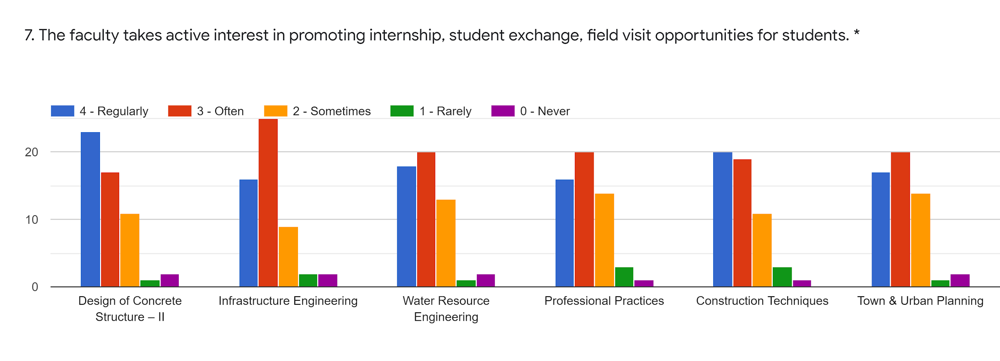 7. The faculty takes active interest in promoting internship, student exchange, field visit opportunities for students. *
4 - Regularly 3 - Often 2 - Sometimes 1 - Rarely 0 - Never
20
10
0
Design of Concrete Structure – II
Infrastructure Engineering
Water Resource Engineering
Professional Practices
Construction Techniques
Town & Urban Planning